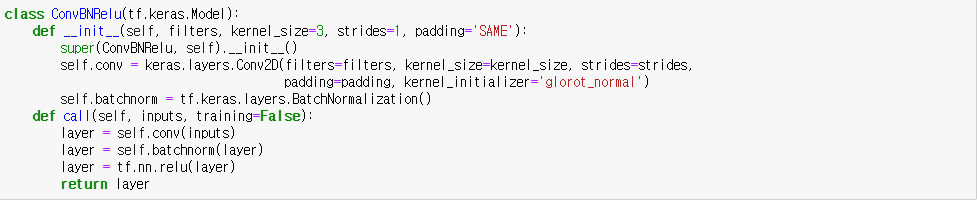 class ConvBNRelu(tf.keras.Model):
    def __init__(self, filters, kernel_size=3, strides=1, padding='SAME'):
        super(ConvBNRelu, self).__init__()
        self.conv = keras.layers.Conv2D(filters=filters, kernel_size=kernel_size, strides=strides,
                                        padding=padding, kernel_initializer='glorot_normal')
        self.batchnorm = tf.keras.layers.BatchNormalization()
    def call(self, inputs, training=False):
        layer = self.conv(inputs)
        layer = self.batchnorm(layer)
        layer = tf.nn.relu(layer)
        return layer